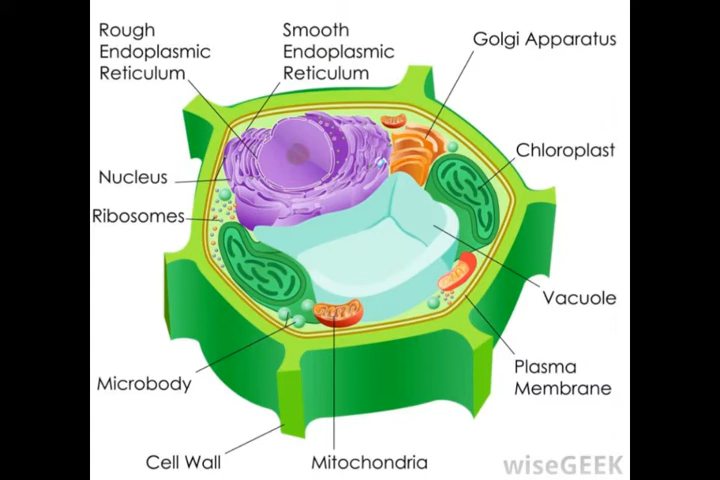 Rough
Endoplasmic
Reticulum
Smooth
Endoplasmic
Reticulum
Golgi Apparatus
Chloroplast
Nucleus
Ribosomes
Vacuole
Plasma
Membrane
Microbody
Cell Wall
Mitochondria
wiseGEEK